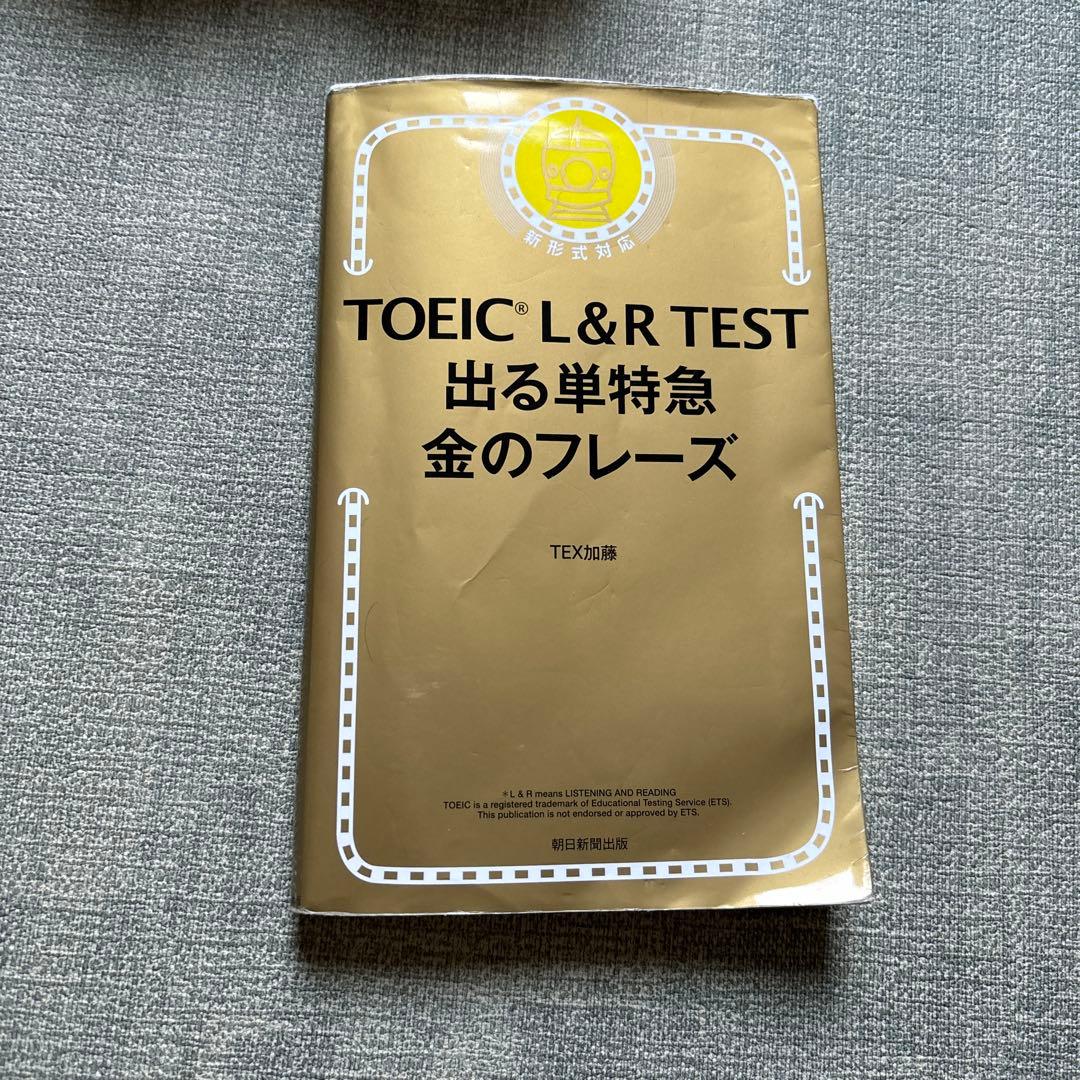 新形式対応
TOEIC® L&R TEST
出る単特急
金のフレーズ
TEX加藤
＊L & R means LISTENING AND READING
TOEIC is a registered trademark of Educational Testing Service (ETS).
This publication is not endorsed or approved by ETS.
朝日新聞出版